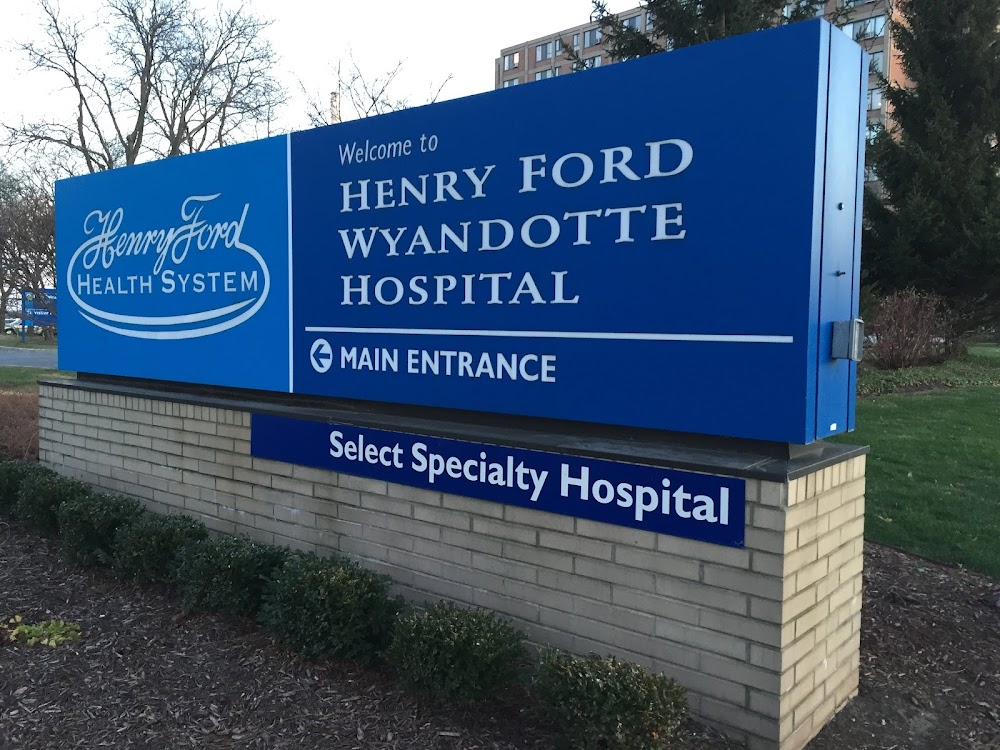 Henry Ford
HEALTH SYSTEM
Welcome to
HENRY FORD
WYANDOTTE
HOSPITAL
MAIN ENTRANCE
Select Specialty Hospital